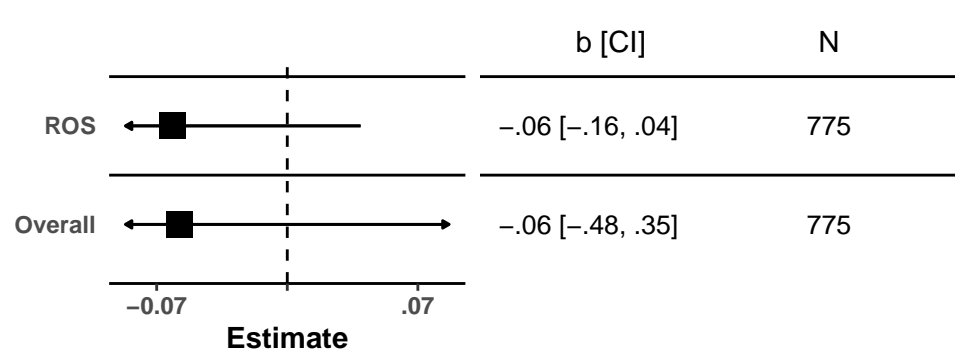 b [CI] N
ROS −.06 [−.16, .04] 775
Overall −.06 [−.48, .35] 775
−0.07 .07
Estimate